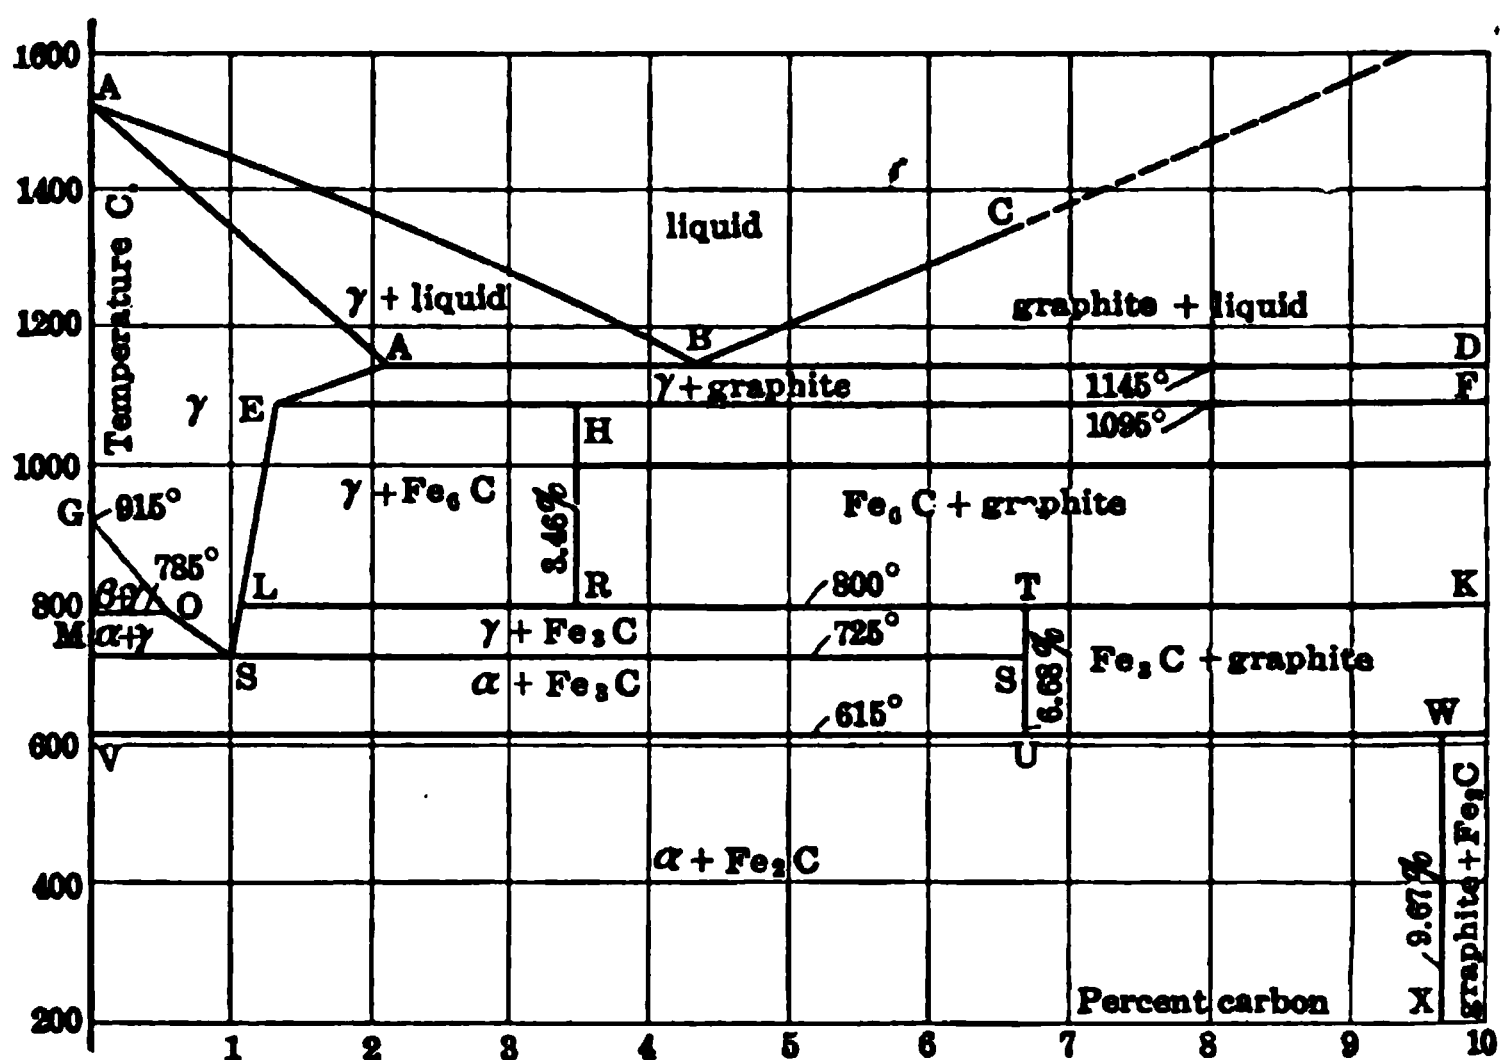 1600
A
1400
Temperature C.
liquid
C
γ + liquid
graphite + liquid
1200
A
B
D
γ + graphite
1145°
F
γ
E
1095°
H
1000
G
915°
γ + Fe₆ C
3.46%
Fe₆ C + graphite
785°
β+γ
O
L
R
800°
T
K
800
M
α+γ
γ + Fe₃ C
725°
S
α + Fe₃ C
S
6.68%
Fe₃ C + graphite
615°
W
600
V
U
α + Fe₂ C
graphite + Fe₂C
400
9.67%
Percent carbon
X
200
1 2 3 4 5 6 7 8 9 10